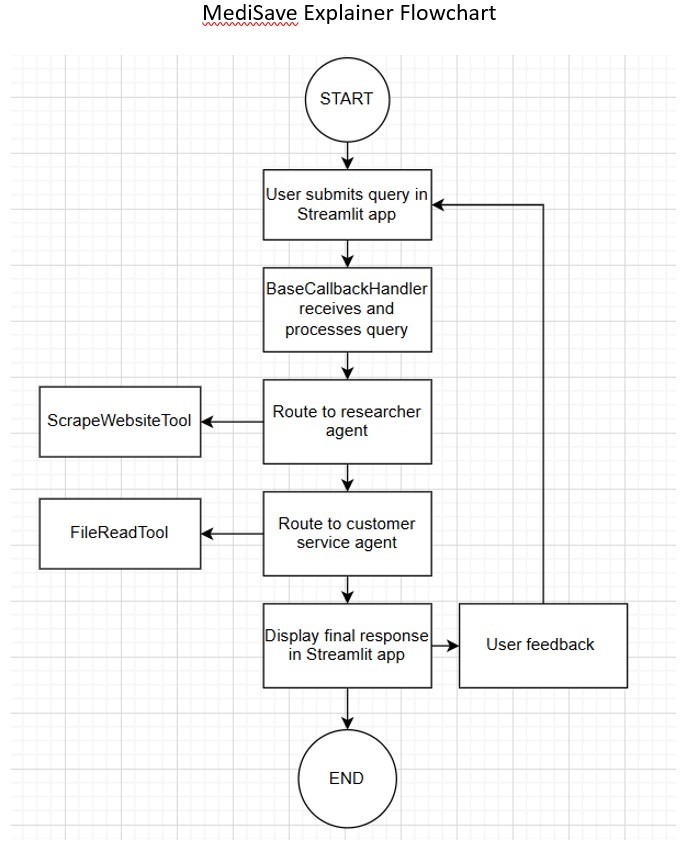 MediSave Explainer Flowchart
START
User submits query in
Streamlit app
BaseCallbackHandler
receives and
processes query
ScrapeWebsiteTool
Route to researcher
agent
FileReadTool
Route to customer
service agent
Display final response
in Streamlit app
User feedback
END